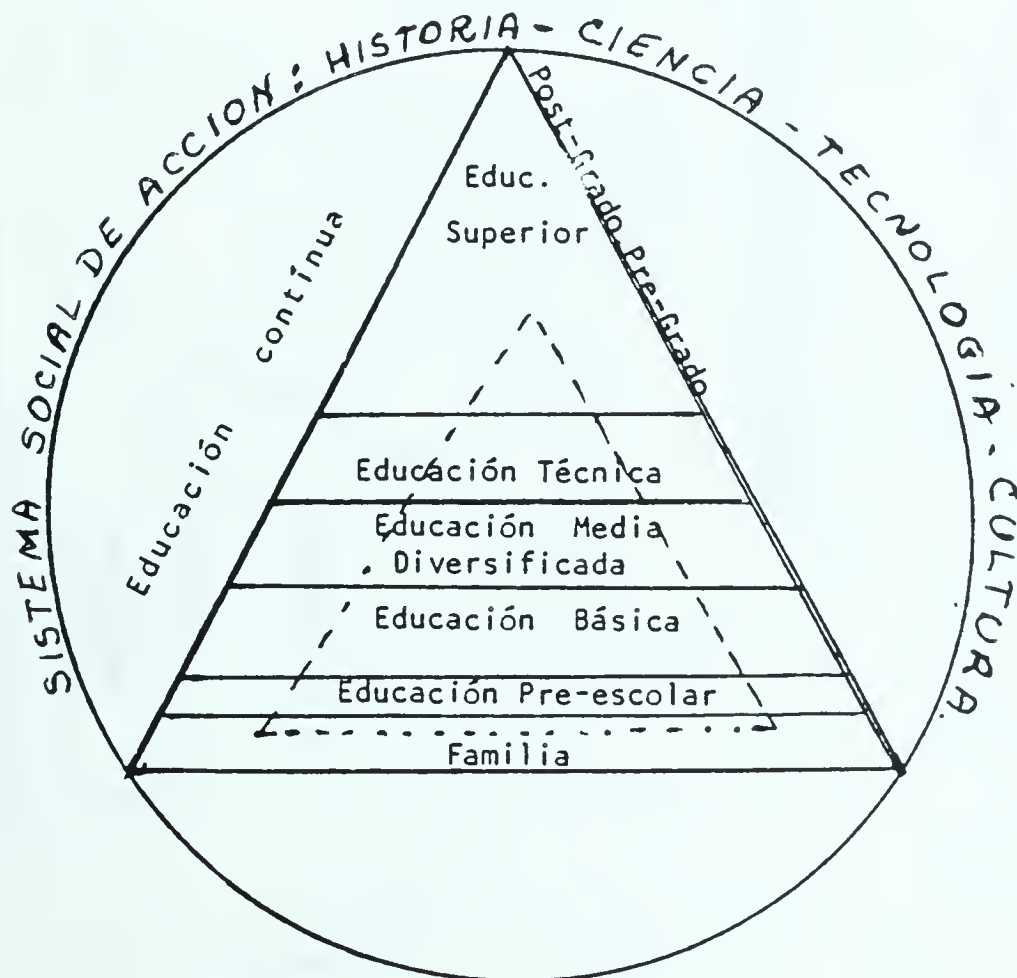 SISTEMA SOCIAL DE ACCION: HISTORIA - CIENCIA - TECNOLOGIA - CULTURA.
Educación contínua
Post-Grado Pre-Grado
Educ.
Superior
Educación Técnica
Educación Media
Diversificada
Educación Básica
Educación Pre-escolar
Familia